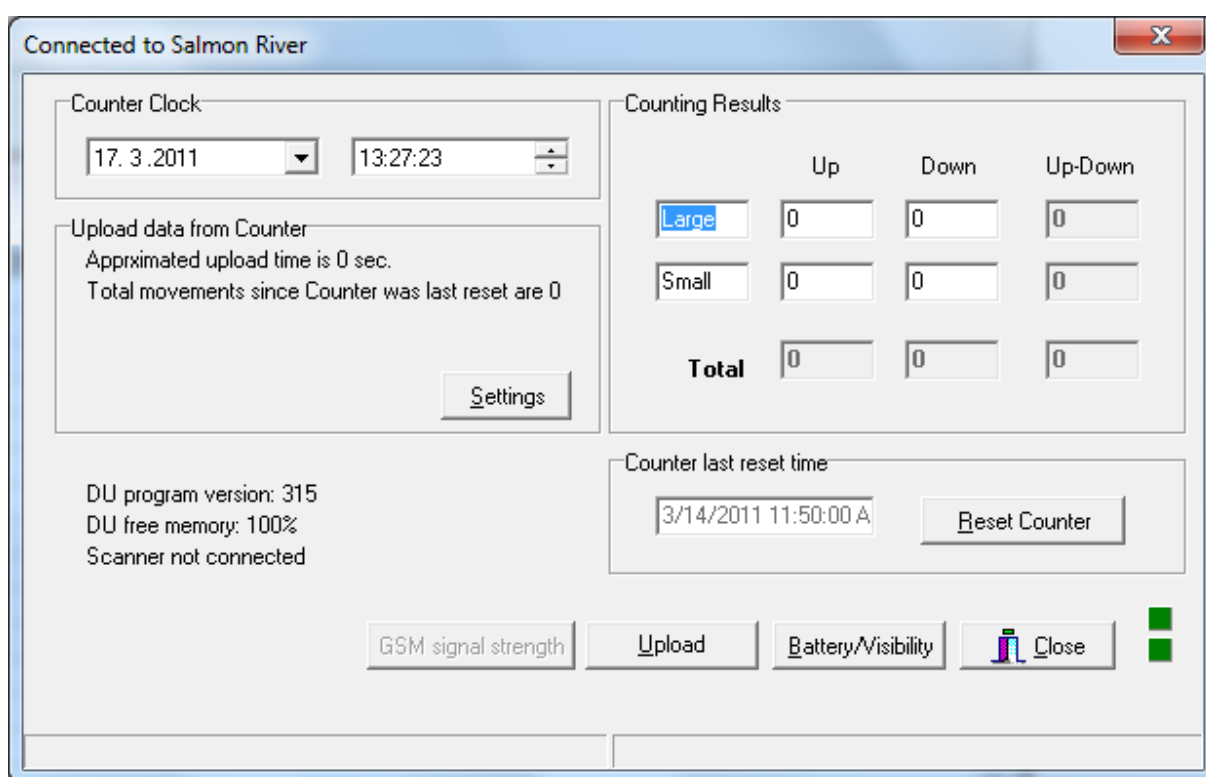 Connected to Salmon River
Counter Clock
17. 3 .2011 13:27:23
Upload data from Counter
Apprximated upload time is 0 sec.
Total movements since Counter was last reset are 0
Settings
Counting Results
Up Down Up-Down
Large 0 0 0
Small 0 0 0
Total 0 0 0
DU program version: 315
DU free memory: 100%
Scanner not connected
Counter last reset time
3/14/2011 11:50:00 A
Reset Counter
GSM signal strength Upload Battery/Visibility Close